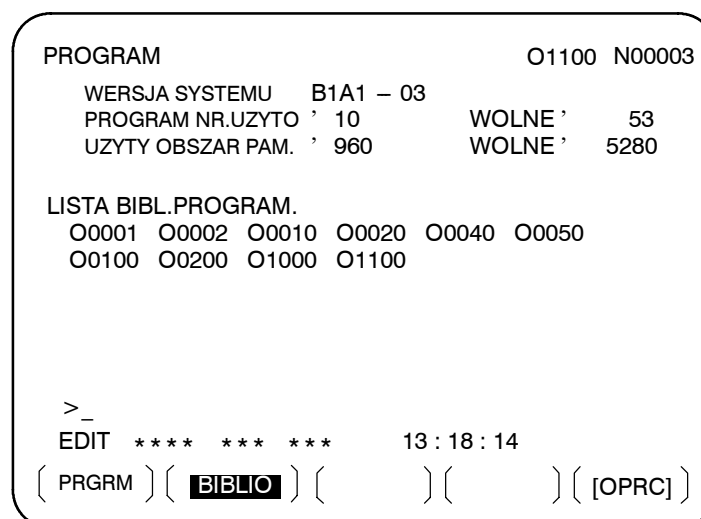 PROGRAM O1100 N00003
WERSJA SYSTEMU B1A1 – 03
PROGRAM NR.UZYTO ’ 10 WOLNE ’ 53
UZYTY OBSZAR PAM. ’ 960 WOLNE ’ 5280
LISTA BIBL.PROGRAM.
O0001 O0002 O0010 O0020 O0040 O0050
O0100 O0200 O1000 O1100
>_
EDIT **** *** *** 13 : 18 : 14
( PRGRM ) ( BIBLIO ) ( ) ( ) ( [OPRC] )